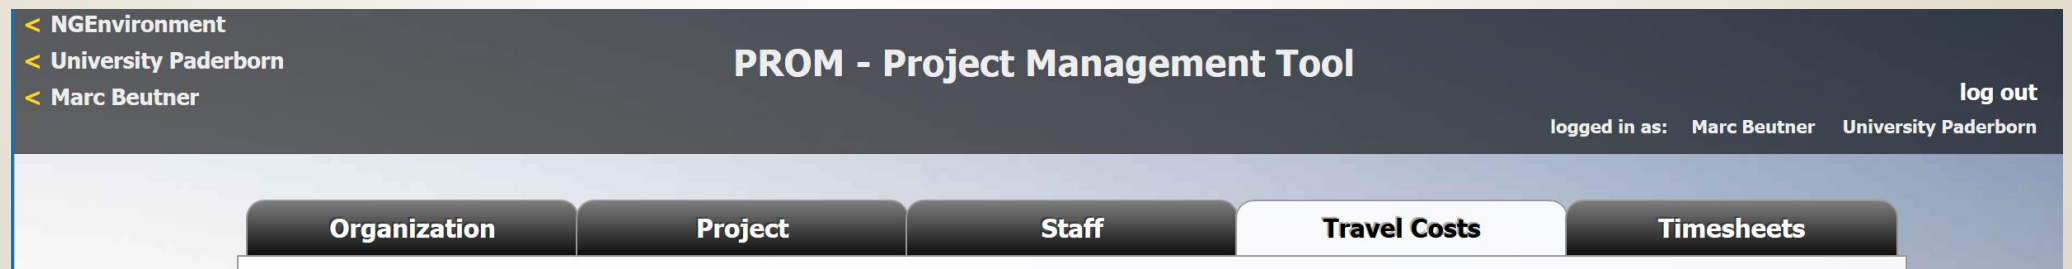 < NGEnvironment
< University Paderborn
< Marc Beutner
PROM - Project Management Tool
log out
logged in as: Marc Beutner University Paderborn
Organization Project Staff Travel Costs Timesheets